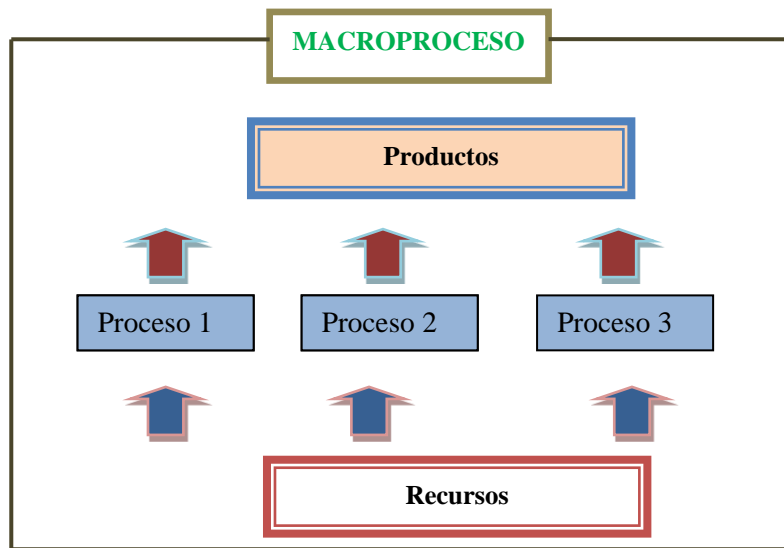 MACROPROCESO
Productos
Proceso 1
Proceso 2
Proceso 3
Recursos